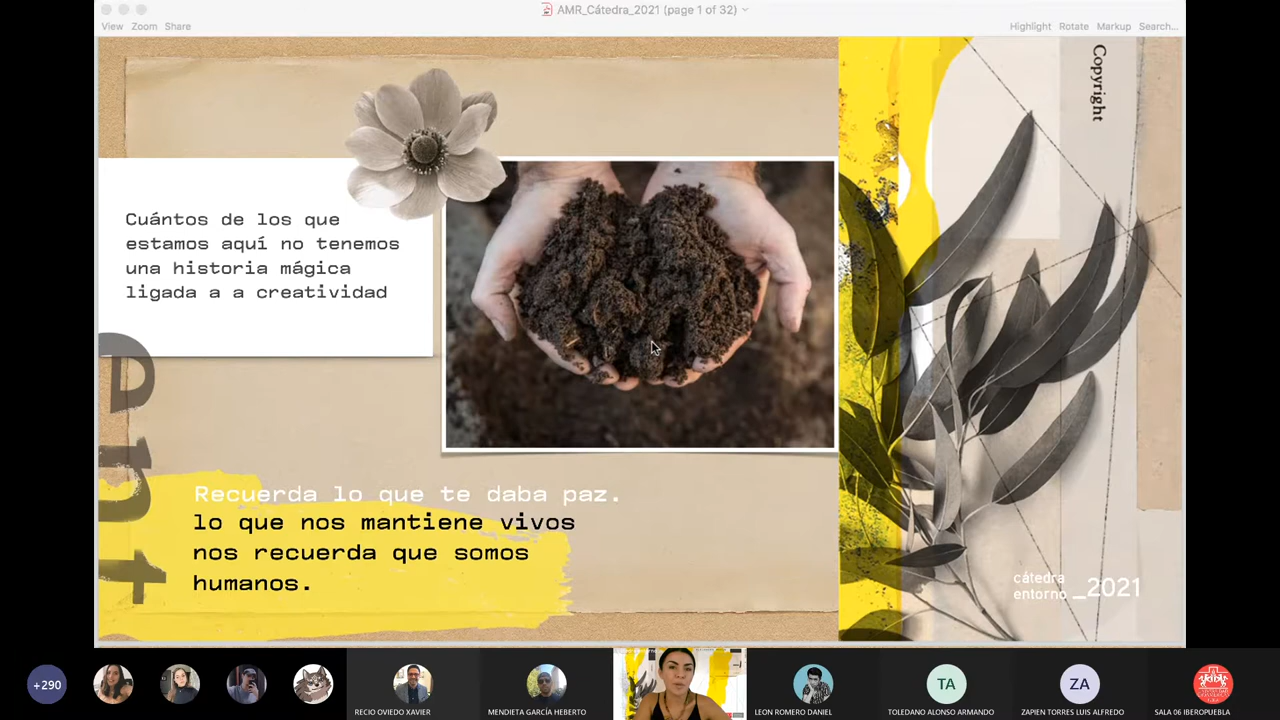 AMR_Cátedra_2021 (page 1 of 32)
View Zoom Share
Highlight Rotate Markup Search...
Copyright
Cuántos de los que
estamos aquí no tenemos
una historia mágica
ligada a a creatividad
ent
Recuerda lo que te daba paz.
lo que nos mantiene vivos
nos recuerda que somos
humanos.
cátedra
entorno _2021
+290
RECIO OVIEDO XAVIER
MENDIETA GARCÍA HEBERTO
LEON ROMERO DANIEL
TA
TOLEDANO ALONSO ARMANDO
ZA
ZAPIEN TORRES LUIS ALFREDO
SALA 06 IBEROPUEBLA